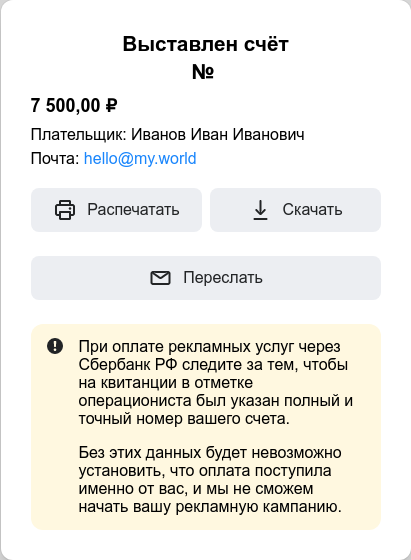 Выставлен счёт
№
7 500,00 ₽
Плательщик: Иванов Иван Иванович
Почта: hello@my.world
Распечатать
Скачать
Переслать
При оплате рекламных услуг через
Сбербанк РФ следите за тем, чтобы
на квитанции в отметке
операциониста был указан полный и
точный номер вашего счета.
Без этих данных будет невозможно
установить, что оплата поступила
именно от вас, и мы не сможем
начать вашу рекламную кампанию.